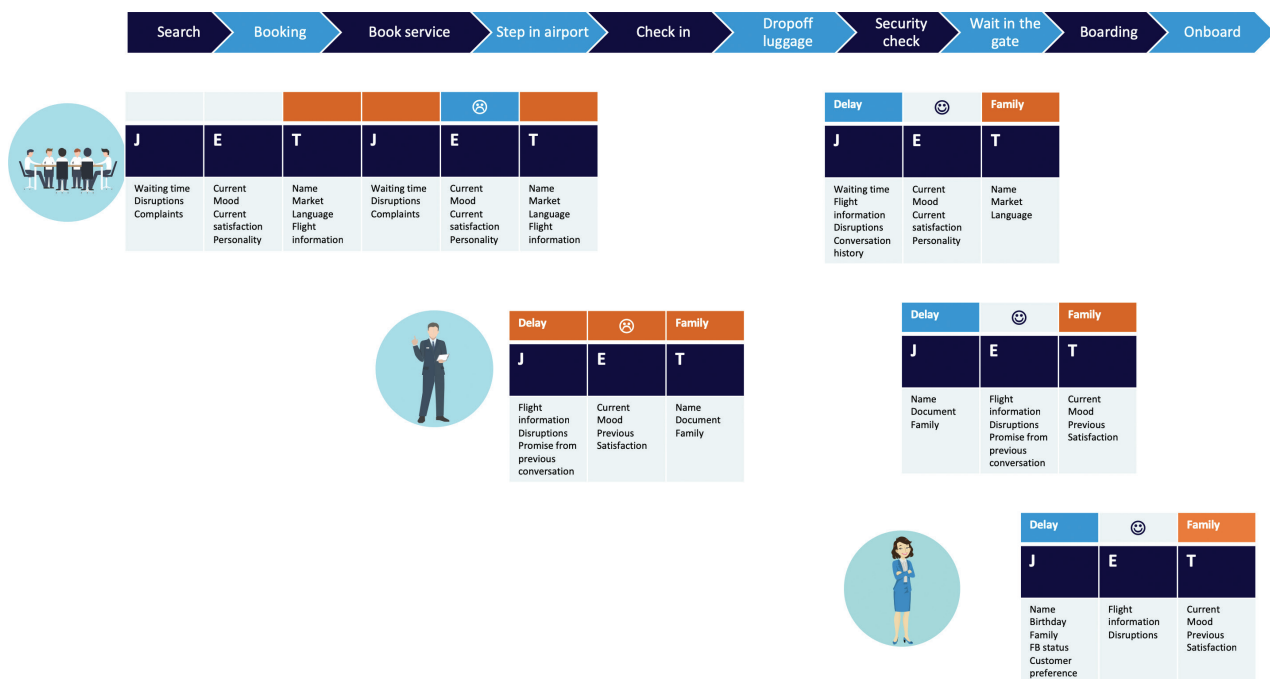 Search
Booking
Book service
Step in airport
Check in
Dropoff
luggage
Security
check
Wait in the
gate
Boarding
Onboard
J
E
T
J
E
T
Waiting time
Disruptions
Complaints
Current
Mood
Current
satisfaction
Personality
Name
Market
Language
Flight
information
Waiting time
Disruptions
Complaints
Current
Mood
Current
satisfaction
Personality
Name
Market
Language
Flight
information
Delay
Family
J
E
T
Waiting time
Flight
information
Disruptions
Conversation
history
Current
Mood
Current
satisfaction
Personality
Name
Market
Language
Delay
Family
J
E
T
Flight
information
Disruptions
Promise from
previous
conversation
Current
Mood
Previous
Satisfaction
Name
Document
Family
Delay
Family
J
E
T
Name
Document
Family
Flight
information
Disruptions
Promise from
previous
conversation
Current
Mood
Previous
Satisfaction
Delay
Family
J
E
T
Name
Birthday
Family
FB status
Customer
preference
Flight
information
Disruptions
Current
Mood
Previous
Satisfaction